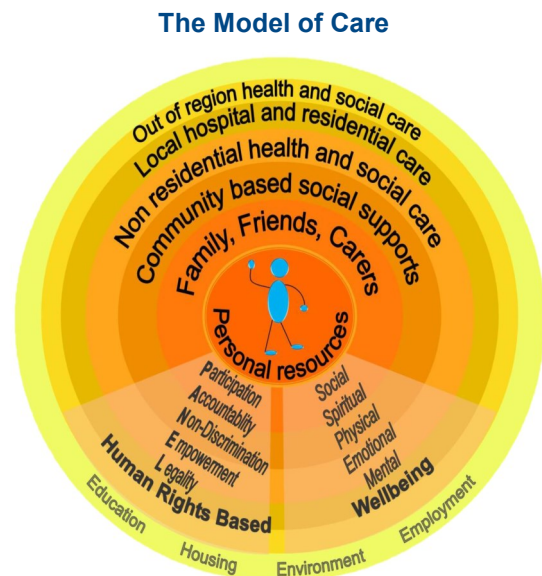 The Model of Care
Out of region health and social care
Local hospital and residential care
Non residential health and social care
Community based social supports
Family, Friends, Carers
Personal resources
Participation
Accountability
Non-Discrimination
Empowerment
Legality
Human Rights Based
Social
Spiritual
Physical
Emotional
Mental
Wellbeing
Education
Housing
Environment
Employment